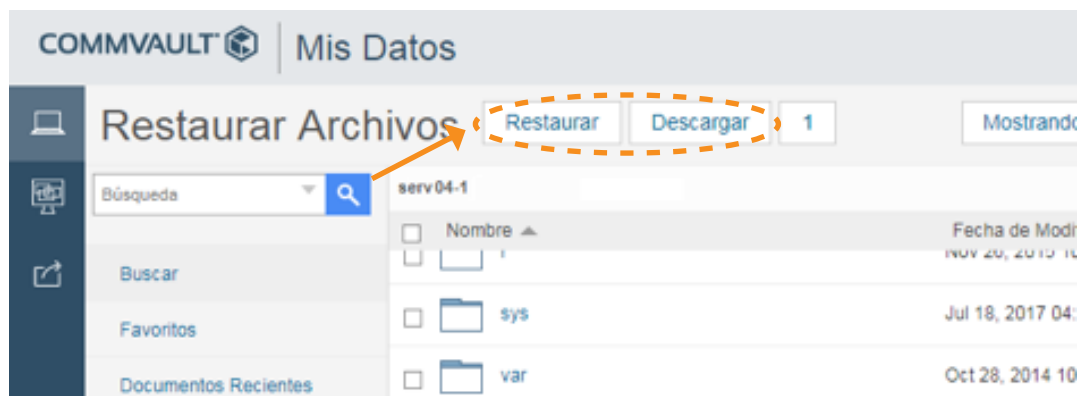 COMMVAULT Mis Datos
Restaurar Archivos Restaurar Descargar 1 Mostrando
Búsqueda
serv04-1
Nombre Fecha de Modi
Buscar
sys Jul 18, 2017 04:
Favoritos
var Oct 28, 2014 10
Documentos Recientes